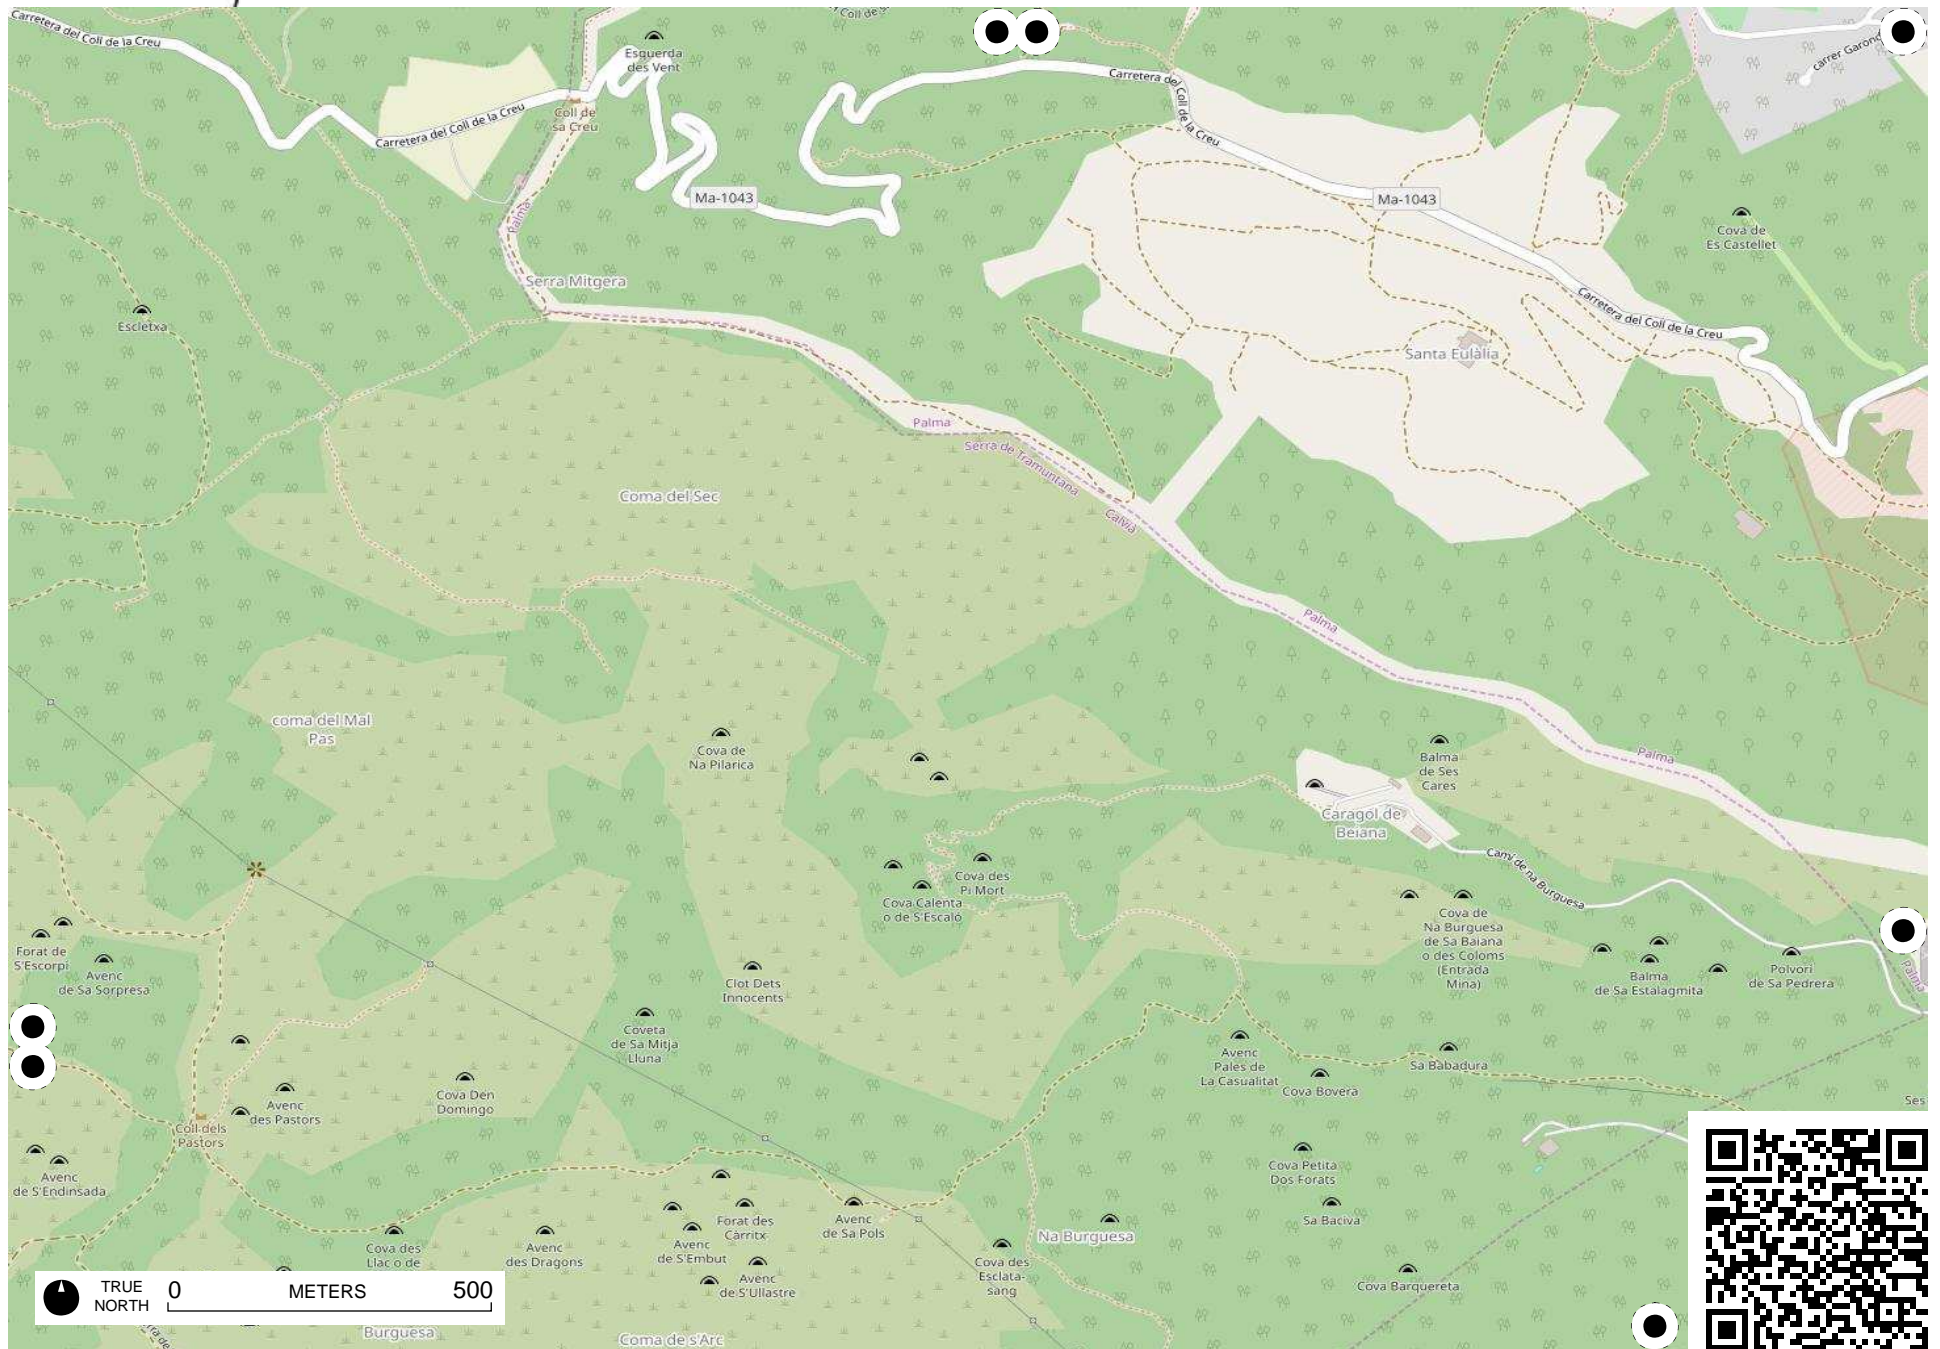 Carretera del Coll de la Creu
Esquerda
des Vent
Coll de
sa Creu
Carretera del Coll de la Creu
Carretera del
Coll de la Creu
Ma-1043
Ma-1043
Palma
Cova de
Es Castellet
Serra Mitgera
Escletxa
Carretera del Coll de la Creu
Santa Eulàlia
Palma
Serra de Tramuntana
Coma del Sec
Calvià
Palma
coma del Mal
Pas
Cova de
Na Pilarica
Balma
de Ses
Cares
Palma
Caragol de
Beiana
Camí de na Burguesa
Cova des
Pi Mort
Cova Calenta
o de S'Escaló
Cova de
Na Burguesa
de Sa Baiana
o des Coloms
(Entrada
Mina)
Forat de
S'Escorpí
Avenc
de Sa Sorpresa
Clot Dets
Innocents
Balma
de Sa Estalagmita
Polvorí
de Sa Pedrera
Palma
Coveta
de Sa Mitja
Lluna
Avenc
Pales de
La Casualitat
Cova Bovera
Sa Babadura
Cova Den
Domingo
Avenc
des Pastors
Ses
Coll dels
Pastors
Cova Petita
Dos Forats
Avenc
de S'Endinsada
Sa Baciva
Forat des
Càrritx
Avenc
de Sa Pols
Na Burguesa
Cova des
Llac o de
Avenc
des Dragons
Avenc
de S'Embut
Cova des
Esclata-
sang
Avenc
de S'Ullastre
Cova Barquereta
TRUE
NORTH
0 METERS 500
Burguesa
Coma de s'Arc